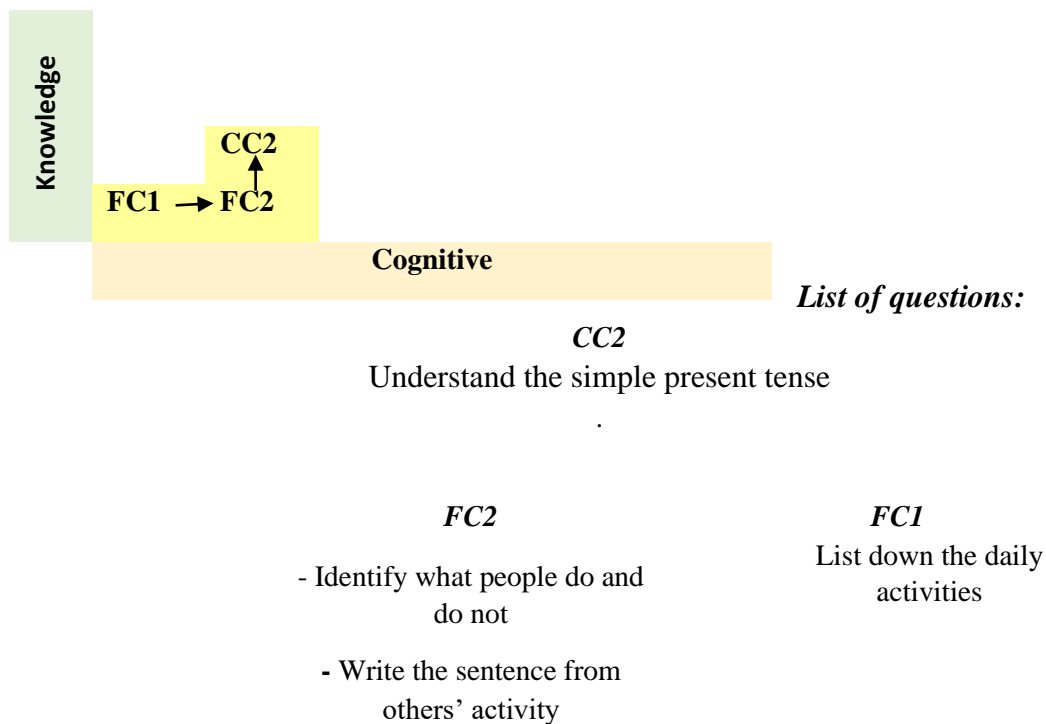 Knowledge
CC2
FC1 FC2
Cognitive
List of questions:
CC2
Understand the simple present tense
.
FC2
- Identify what people do and
do not
- Write the sentence from
others’ activity
FC1
List down the daily
activities